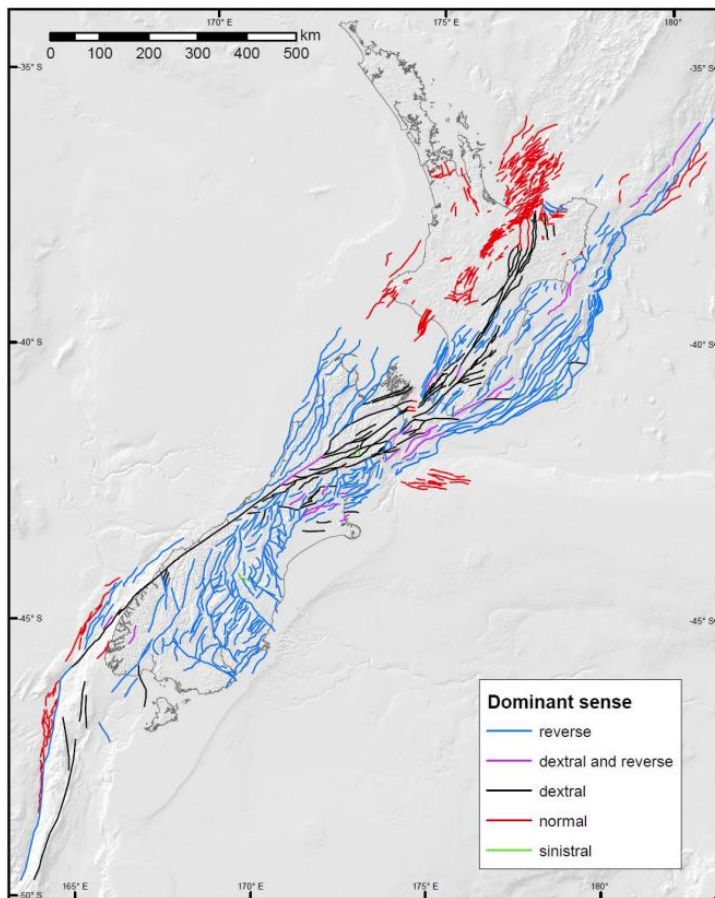 170° E 175° E 180°
km
0 100 200 300 400 500
-35° S -35° S
-40° S -40° S
-45° S -45° S
Dominant sense
reverse
dextral and reverse
dextral
normal
sinistral
-50° S
165° E 170° E 175° E 180°